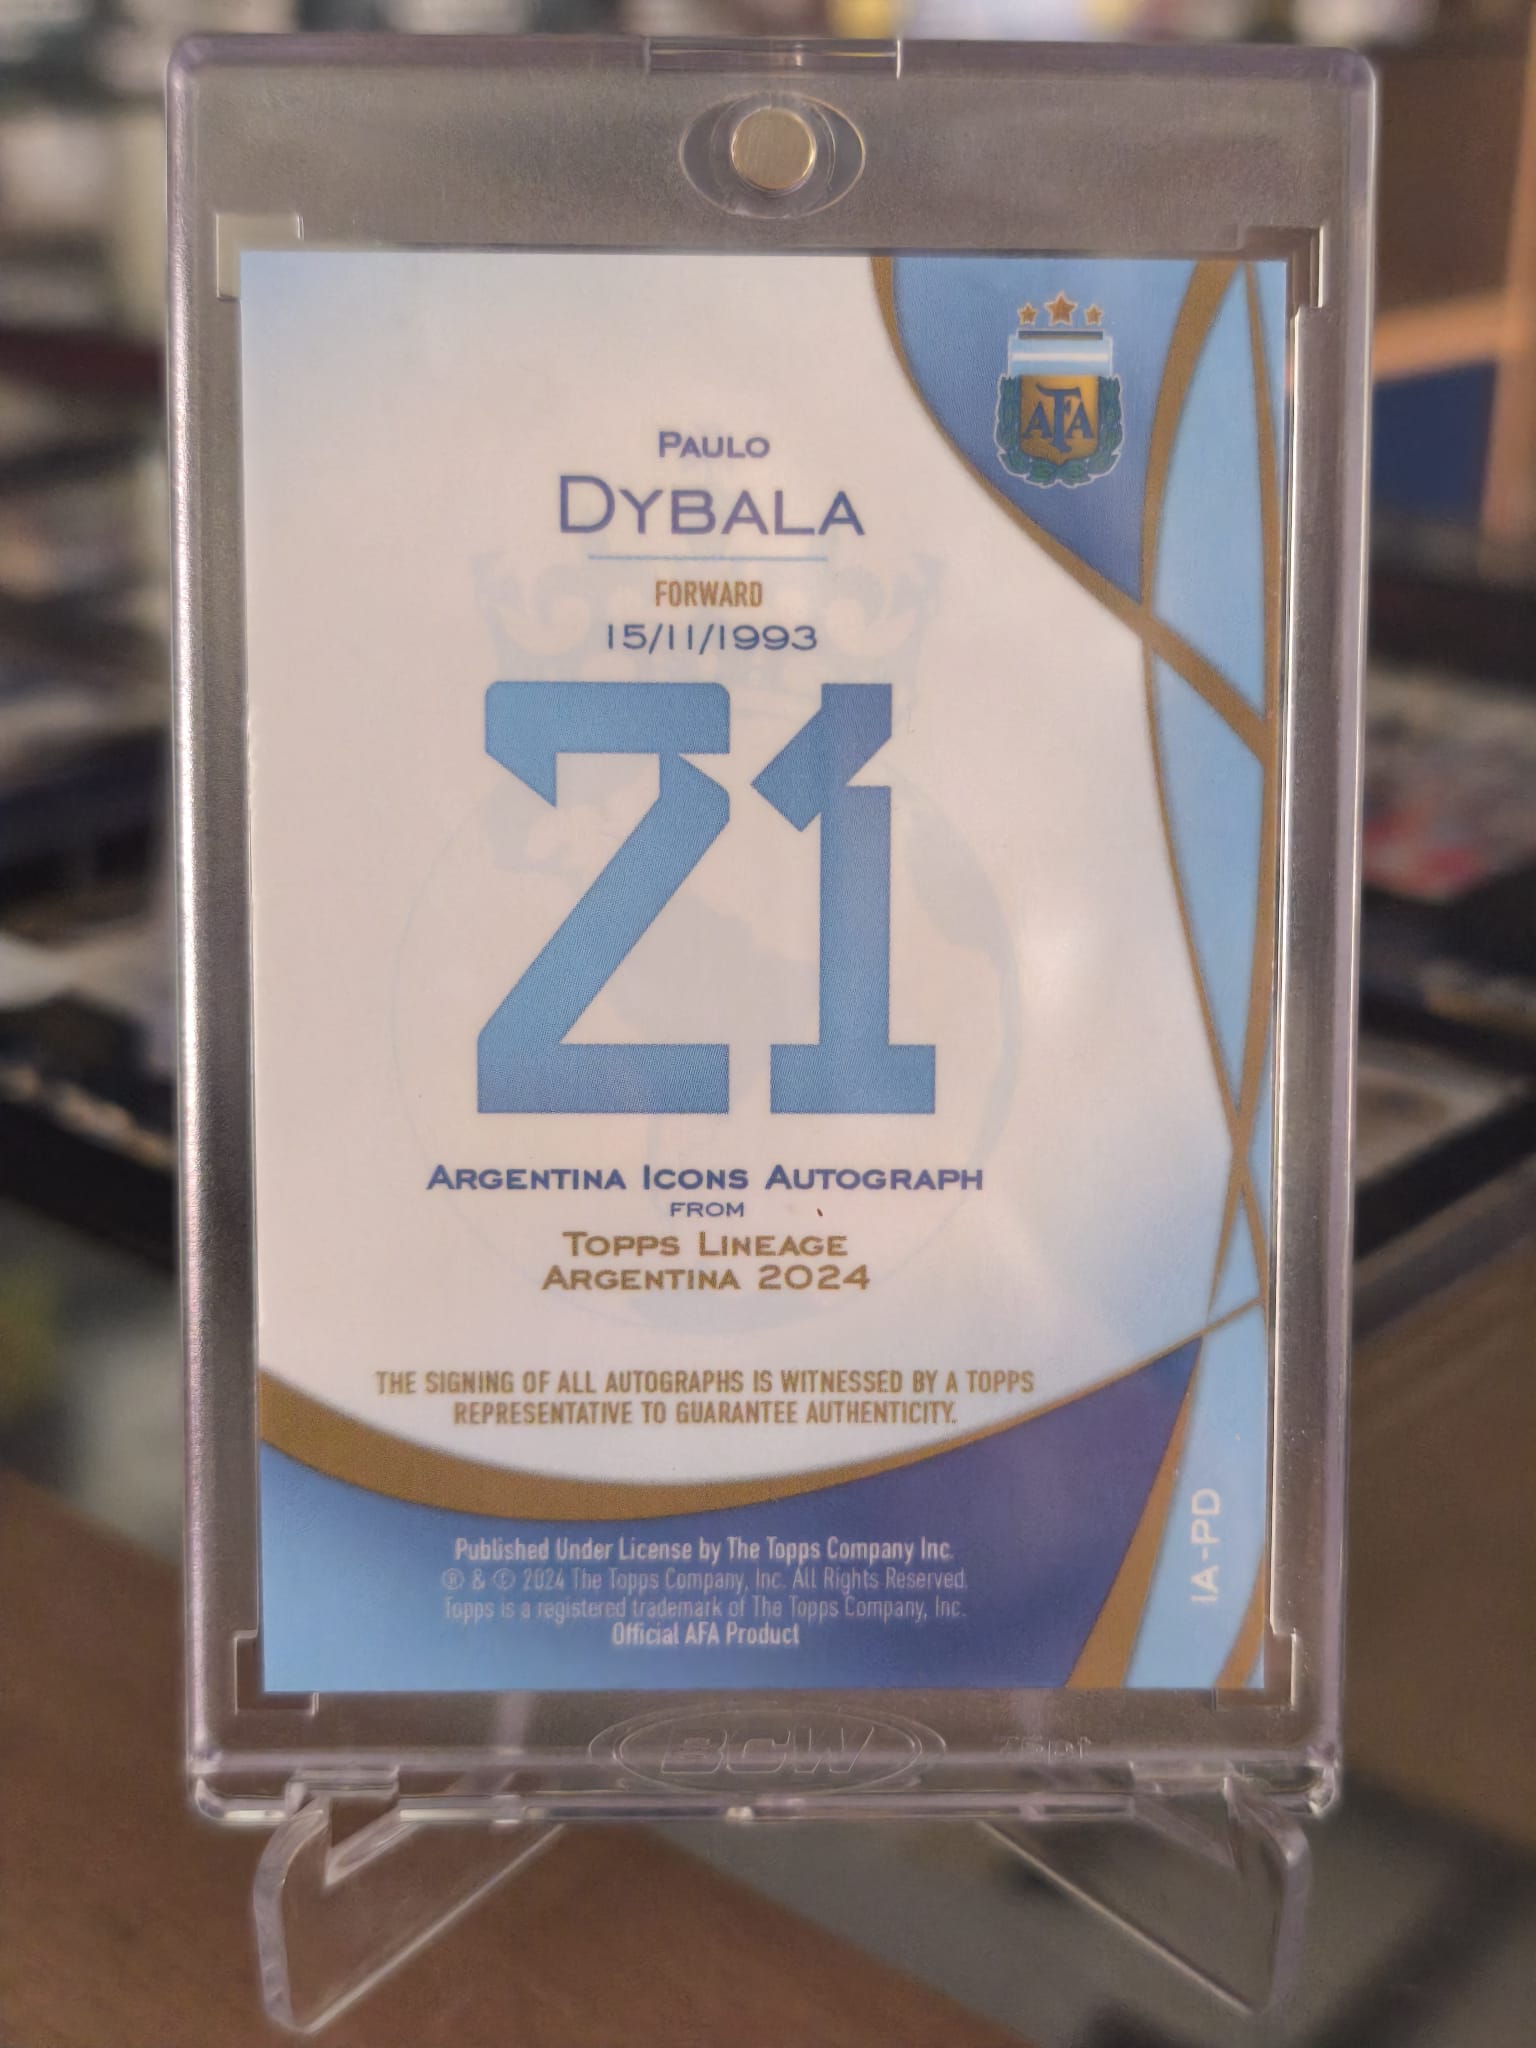 AFA
PAULO
DYBALA
FORWARD
15/11/1993
21
ARGENTINA ICONS AUTOGRAPH
FROM
TOPPS LINEAGE
ARGENTINA 2024
THE SIGNING OF ALL AUTOGRAPHS IS WITNESSED BY A TOPPS
REPRESENTATIVE TO GUARANTEE AUTHENTICITY.
IA-PD
Published Under License by The Topps Company Inc.
® & © 2024 The Topps Company, Inc. All Rights Reserved.
Topps is a registered trademark of The Topps Company, Inc.
Official AFA Product
BCW